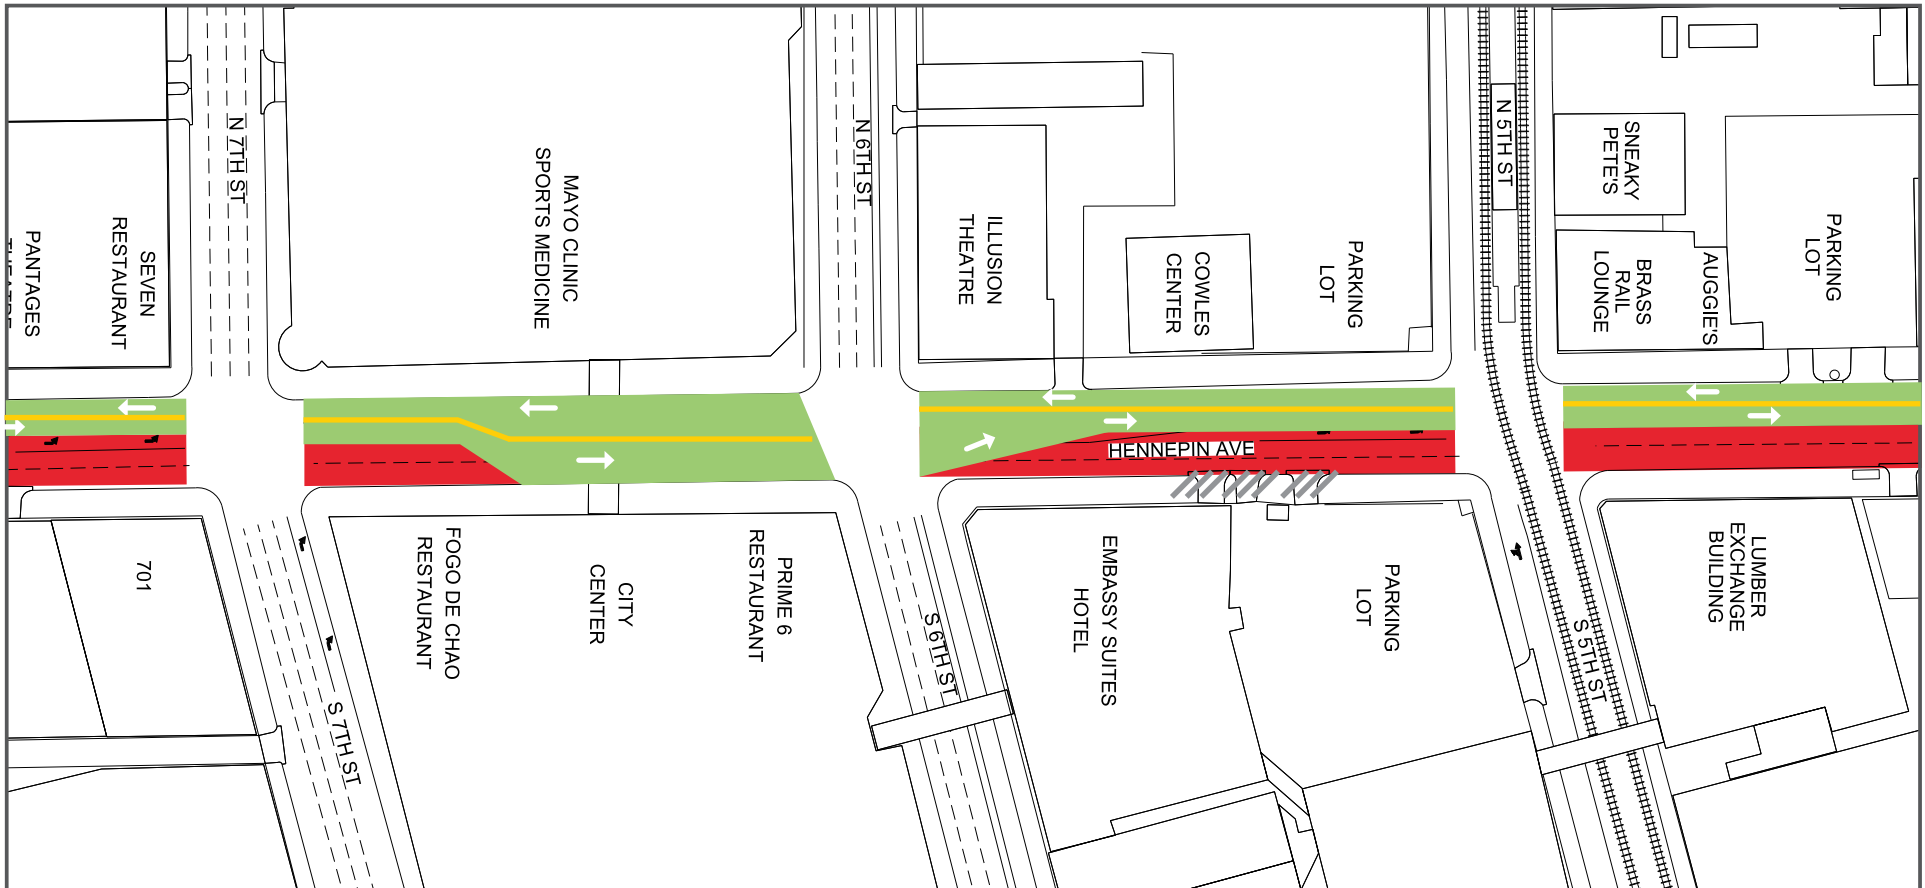 N 7TH ST
N 6TH ST
N 5TH ST
SNEAKY
PETE'S
MAYO CLINIC
SPORTS MEDICINE
PANTAGES
THEATRE
SEVEN
RESTAURANT
ILLUSION
THEATRE
COWLES
CENTER
PARKING
LOT
BRASS
RAIL
LOUNGE
AUGGIE'S
PARKING
LOT
HENNEPIN AVE
701
FOGO DE CHAO
RESTAURANT
CITY
CENTER
PRIME 6
RESTAURANT
EMBASSY SUITES
HOTEL
PARKING
LOT
LUMBER
EXCHANGE
BUILDING
S 7TH ST
S 6TH ST
S 5TH ST